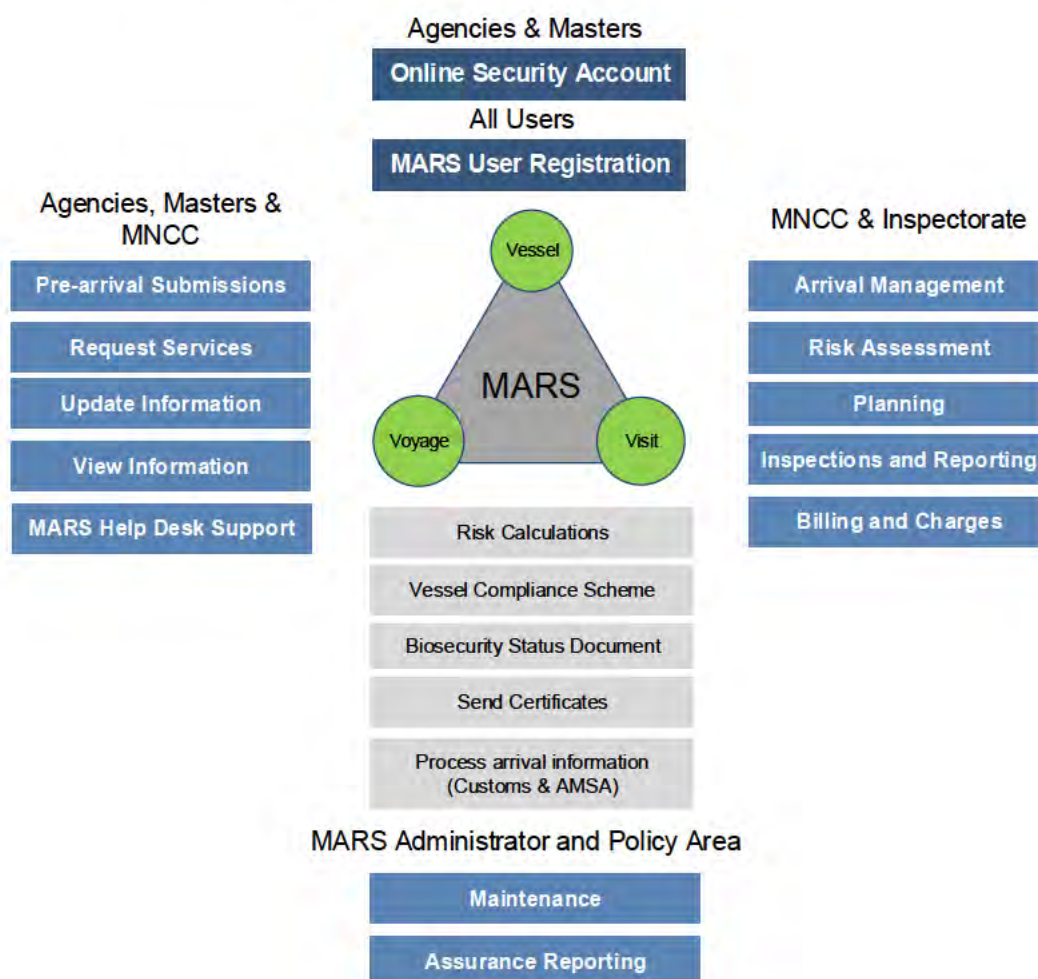 Agencies & Masters
Online Security Account
All Users
MARS User Registration
Agencies, Masters &
MNCC
Pre-arrival Submissions
Request Services
Update Information
View Information
MARS Help Desk Support
Vessel
MARS
Voyage
Visit
MNCC & Inspectorate
Arrival Management
Risk Assessment
Planning
Inspections and Reporting
Billing and Charges
Risk Calculations
Vessel Compliance Scheme
Biosecurity Status Document
Send Certificates
Process arrival information
(Customs & AMSA)
MARS Administrator and Policy Area
Maintenance
Assurance Reporting